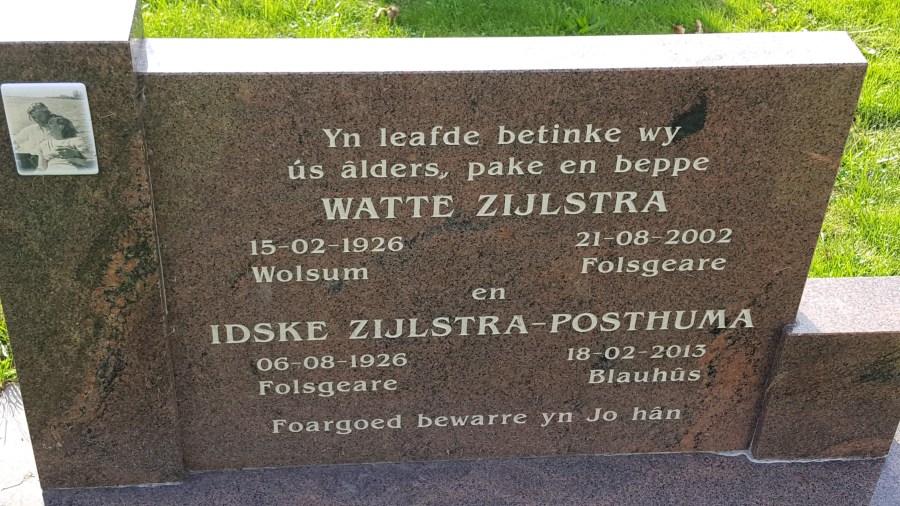 Yn leafde betinke wy
ús âlders, pake en beppe
WATTE ZIJLSTRA
15-02-1926 21-08-2002
Wolsum Folsgeare
en
IDSKE ZIJLSTRA-POSTHUMA
06-08-1926 18-02-2013
Folsgeare Blauhûs
Foargoed bewarre yn Jo hân